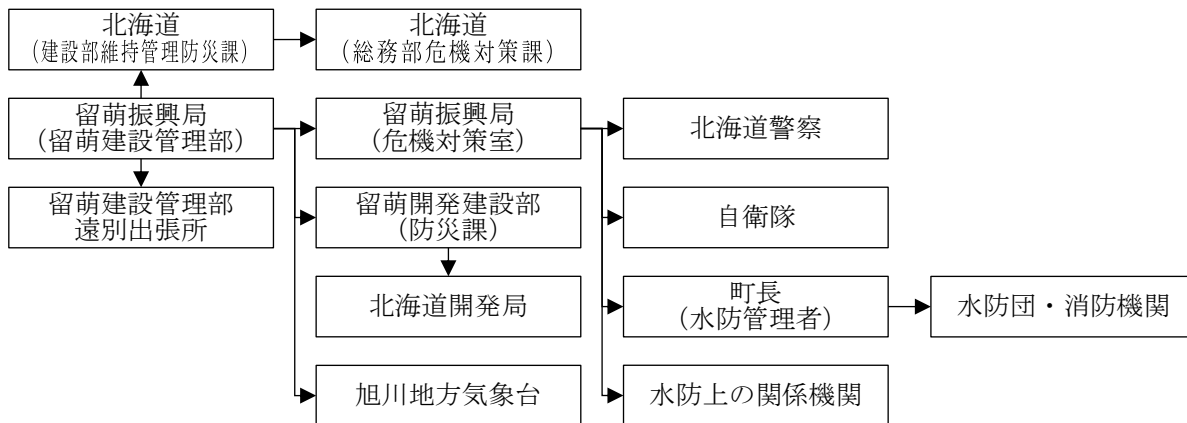 北海道
(建設部維持管理防災課)
北海道
(総務部危機対策課)
留萌振興局
(留萌建設管理部)
留萌振興局
(危機対策室)
北海道警察
留萌建設管理部
遠別出張所
留萌開発建設部
(防災課)
自衛隊
北海道開発局
町長
(水防管理者)
水防団・消防機関
旭川地方気象台
水防上の関係機関